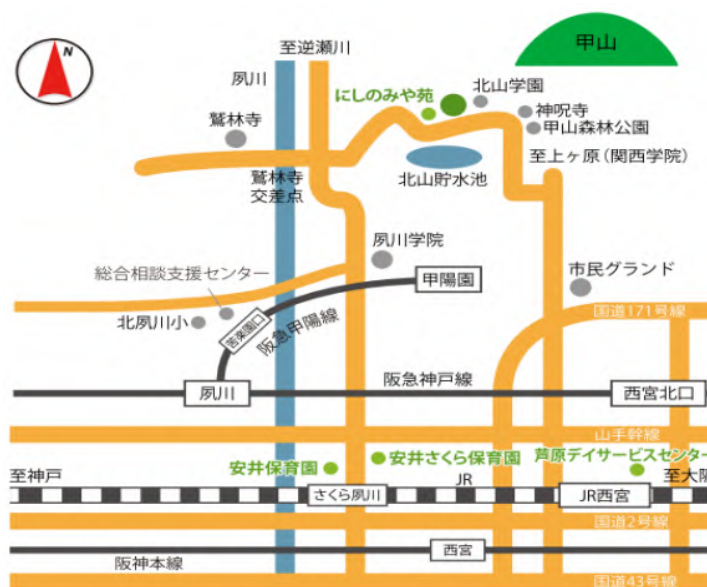 N
至逆瀬川
甲山
夙川
にしのみや苑
北山学園
鷲林寺
神呪寺
甲山森林公園
至上ヶ原（関西学院）
鷲林寺
交差点
北山貯水池
夙川学院
総合相談支援センター
甲陽園
市民グランド
国道171号線
北夙川小
苦楽園口
阪急甲陽線
夙川
阪急神戸線
西宮北口
山手幹線
安井保育園
安井さくら保育園
芦原デイサービスセンター
至神戸
さくら夙川
JR
JR西宮
至大阪
国道2号線
阪神本線
西宮
国道43号線